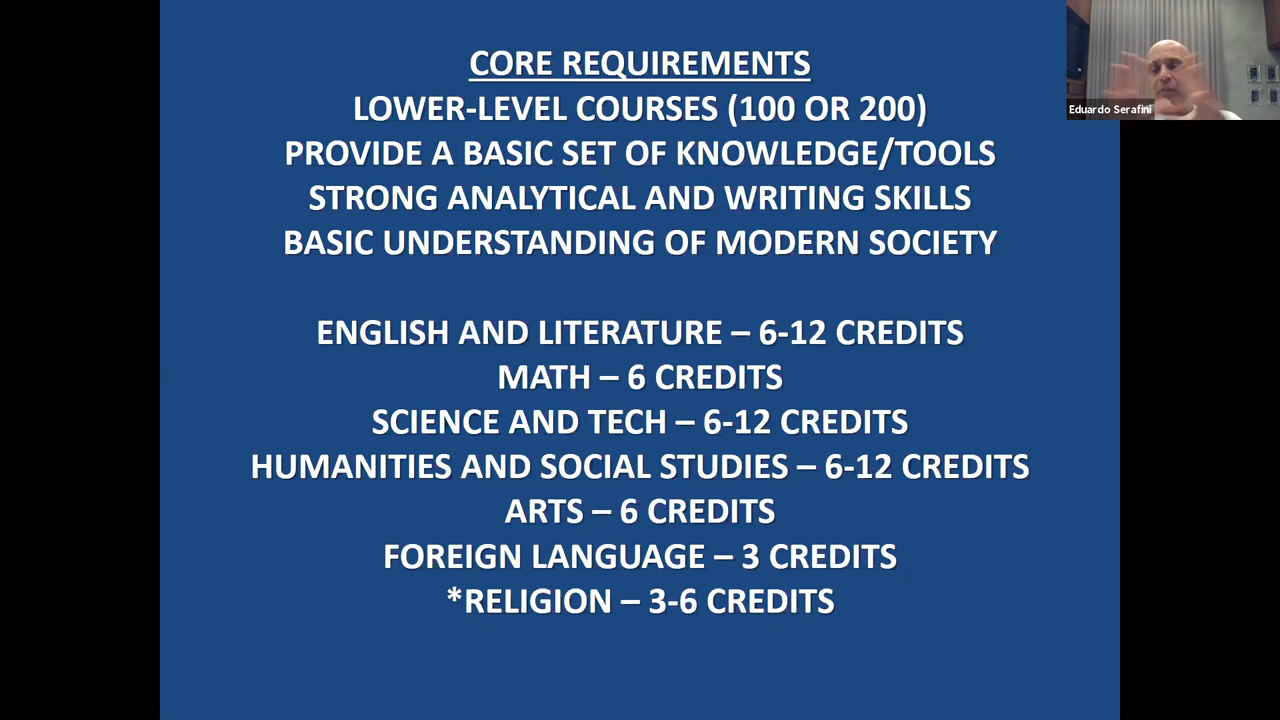 CORE REQUIREMENTS
LOWER-LEVEL COURSES (100 OR 200)
PROVIDE A BASIC SET OF KNOWLEDGE/TOOLS
STRONG ANALYTICAL AND WRITING SKILLS
BASIC UNDERSTANDING OF MODERN SOCIETY
ENGLISH AND LITERATURE – 6-12 CREDITS
MATH – 6 CREDITS
SCIENCE AND TECH – 6-12 CREDITS
HUMANITIES AND SOCIAL STUDIES – 6-12 CREDITS
ARTS – 6 CREDITS
FOREIGN LANGUAGE – 3 CREDITS
*RELIGION – 3-6 CREDITS
Eduardo Serafini